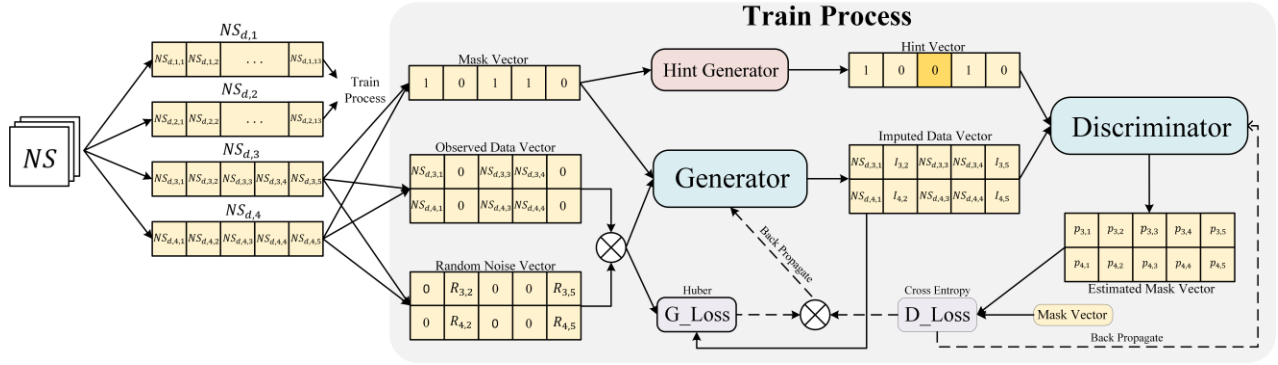 Train Process
NS
NS_{d,1}
NS_{d,1,1} NS_{d,1,2} ... NS_{d,1,13}
NS_{d,2}
NS_{d,2,1} NS_{d,2,2} ... NS_{d,2,13}
Train
Process
NS_{d,3}
NS_{d,3,1} NS_{d,3,2} NS_{d,3,3} NS_{d,3,4} NS_{d,3,5}
NS_{d,4}
NS_{d,4,1} NS_{d,4,2} NS_{d,4,3} NS_{d,4,4} NS_{d,4,5}
Mask Vector
1 0 1 1 0
Observed Data Vector
NS_{d,3,1} 0 NS_{d,3,3} NS_{d,3,4} 0
NS_{d,4,1} 0 NS_{d,4,3} NS_{d,4,4} 0
Random Noise Vector
0 R_{3,2} 0 0 R_{3,5}
0 R_{4,2} 0 0 R_{4,5}
Hint Generator
Generator
Back Propagate
Huber
G_Loss
Hint Vector
1 0 0 1 0
Imputed Data Vector
NS_{d,3,1} I_{3,2} NS_{d,3,3} NS_{d,3,4} I_{3,5}
NS_{d,4,1} I_{4,2} NS_{d,4,3} NS_{d,4,4} I_{4,5}
Discriminator
p_{3,1} p_{3,2} p_{3,3} p_{3,4} p_{3,5}
p_{4,1} p_{4,2} p_{4,3} p_{4,4} p_{4,5}
Estimated Mask Vector
Cross Entropy
D_Loss
Mask Vector
Back Propagate